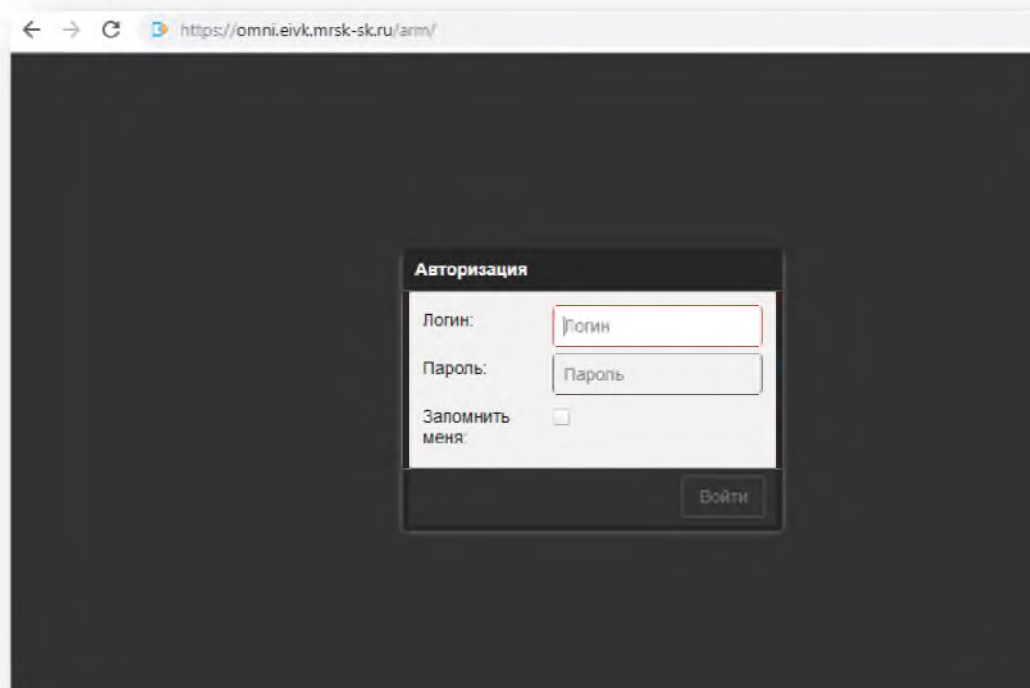 https://omni.eivk.mrsk-sk.ru/arm/
Авторизация
Логин:
Логин
Пароль:
Пароль
Запомнить
меня:
Войти